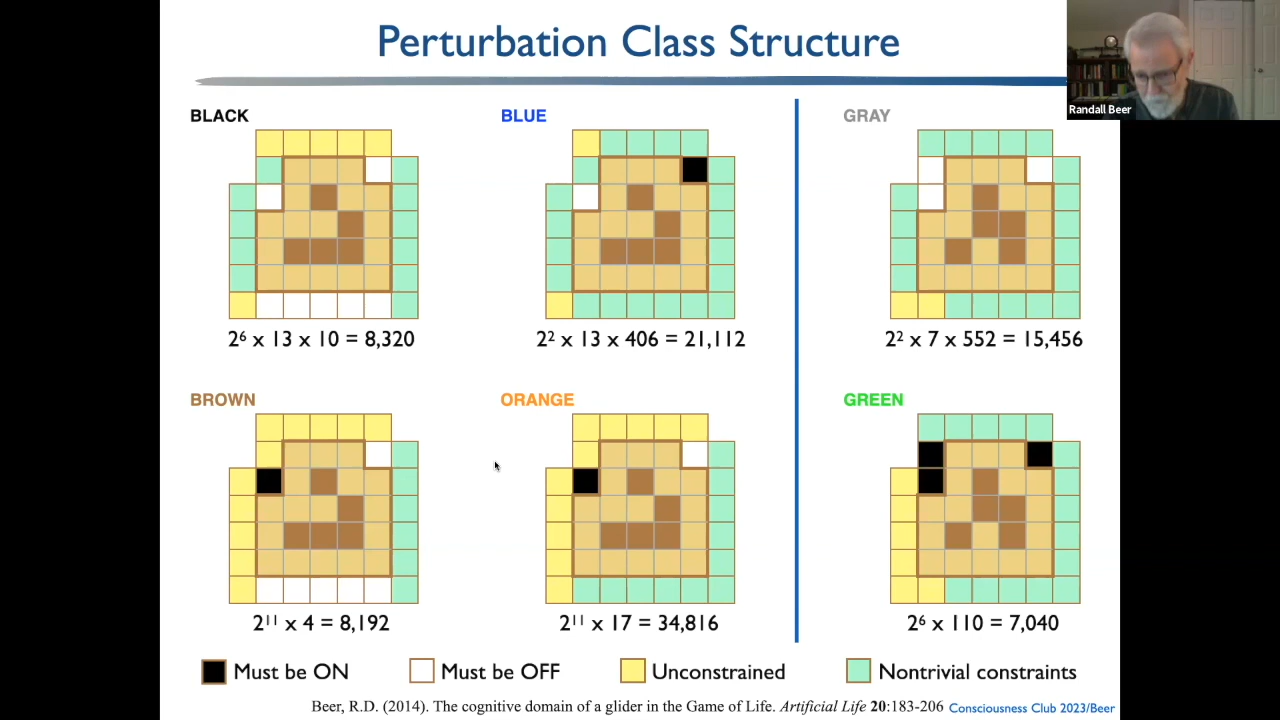 Perturbation Class Structure
Randall Beer
BLACK
BLUE
GRAY
2⁶ x 13 x 10 = 8,320
2² x 13 x 406 = 21,112
2² x 7 x 552 = 15,456
BROWN
ORANGE
GREEN
2¹¹ x 4 = 8,192
2¹¹ x 17 = 34,816
2⁶ x 110 = 7,040
Must be ON
Must be OFF
Unconstrained
Nontrivial constraints
Beer, R.D. (2014). The cognitive domain of a glider in the Game of Life. Artificial Life 20:183-206
Consciousness Club 2023/Beer